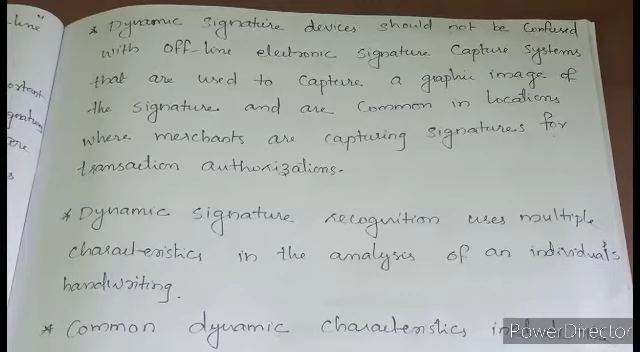 -line"
* Dynamic signature devices should not be confused
with off-line electronic signature capture systems
that are used to capture a graphic image of
the signature and are common in locations
where merchants are capturing signatures for
transaction authorizations.
* Dynamic signature recognition uses multiple
characteristics in the analysis of an individual's
handwriting.
* Common dynamic characteristics
PowerDirector